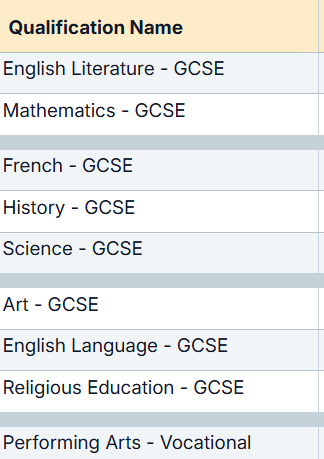 Qualification Name
English Literature - GCSE
Mathematics - GCSE
French - GCSE
History - GCSE
Science - GCSE
Art - GCSE
English Language - GCSE
Religious Education - GCSE
Performing Arts - Vocational